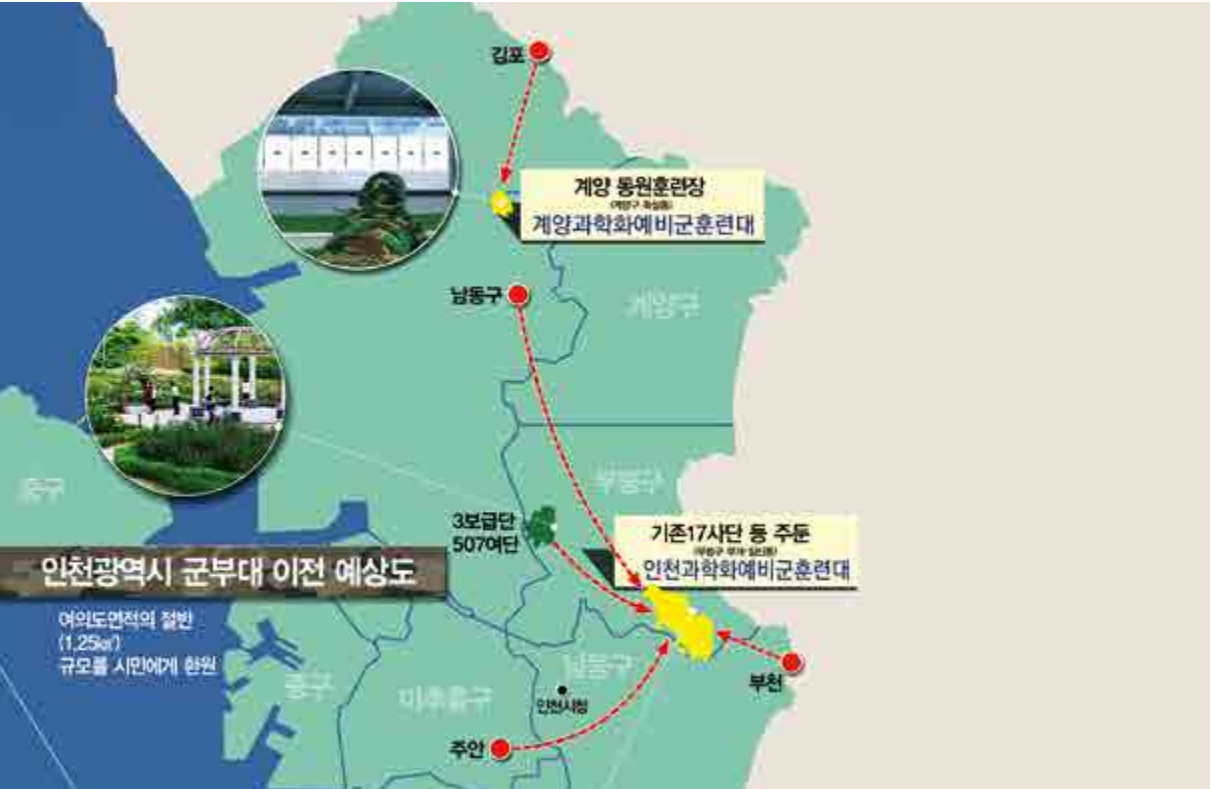 김포
계양 동원훈련장
계양과학화예비군훈련대
남동구
계양구
부평구
중구
3보급단
507여단
기존17사단 등 주둔
인천과학화예비군훈련대
인천광역시 군부대 이전 예상도
여의도면적의 절반
(1.25㎢)
규모를 시민에게 환원
남동구
부천
중구
미추홀구
인천시청
주안